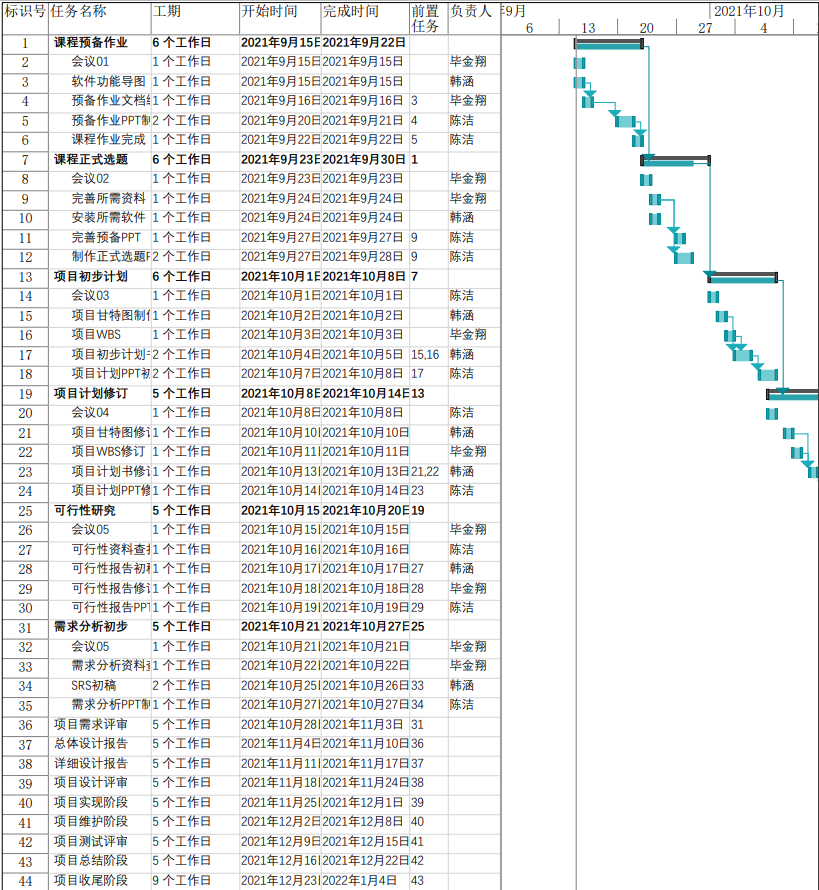 标识号 任务名称 工期 开始时间 完成时间 前置任务 负责人 9月 2021年10月
6 13 20 27 4
1 课程预备作业 6 个工作日 2021年9月15日 2021年9月22日
2 会议01 1 个工作日 2021年9月15日 2021年9月15日 毕金翔
3 软件功能导图 1 个工作日 2021年9月15日 2021年9月15日 韩涵
4 预备作业文档 1 个工作日 2021年9月16日 2021年9月16日 3 毕金翔
5 预备作业PPT制 2 个工作日 2021年9月20日 2021年9月21日 4 陈洁
6 课程作业完成 1 个工作日 2021年9月22日 2021年9月22日 5 陈洁
7 课程正式选题 6 个工作日 2021年9月23日 2021年9月30日 1
8 会议02 1 个工作日 2021年9月23日 2021年9月23日 毕金翔
9 完善所需资料 1 个工作日 2021年9月24日 2021年9月24日 毕金翔
10 安装所需软件 1 个工作日 2021年9月24日 2021年9月24日 韩涵
11 完善预备PPT 1 个工作日 2021年9月27日 2021年9月27日 9 陈洁
12 制作正式选题P 2 个工作日 2021年9月27日 2021年9月28日 9 陈洁
13 项目初步计划 6 个工作日 2021年10月1日 2021年10月8日 7
14 会议03 1 个工作日 2021年10月1日 2021年10月1日 陈洁
15 项目甘特图制作 1 个工作日 2021年10月2日 2021年10月2日 韩涵
16 项目WBS 1 个工作日 2021年10月3日 2021年10月3日 毕金翔
17 项目初步计划书 2 个工作日 2021年10月4日 2021年10月5日 15,16 韩涵
18 项目计划PPT初 2 个工作日 2021年10月7日 2021年10月8日 17 陈洁
19 项目计划修订 5 个工作日 2021年10月8日 2021年10月14日 13
20 会议04 1 个工作日 2021年10月8日 2021年10月8日 陈洁
21 项目甘特图修订 1 个工作日 2021年10月10日 2021年10月10日 韩涵
22 项目WBS修订 1 个工作日 2021年10月11日 2021年10月11日 毕金翔
23 项目计划书修订 1 个工作日 2021年10月13日 2021年10月13日 21,22 韩涵
24 项目计划PPT修 1 个工作日 2021年10月14日 2021年10月14日 23 陈洁
25 可行性研究 5 个工作日 2021年10月15 2021年10月20日 19
26 会议05 1 个工作日 2021年10月15日 2021年10月15日 毕金翔
27 可行性资料查找 1 个工作日 2021年10月16日 2021年10月16日 陈洁
28 可行性报告初稿 1 个工作日 2021年10月17日 2021年10月17日 27 韩涵
29 可行性报告修订 1 个工作日 2021年10月18日 2021年10月18日 28 毕金翔
30 可行性报告PPT 1 个工作日 2021年10月19日 2021年10月19日 29 陈洁
31 需求分析初步 5 个工作日 2021年10月21 2021年10月27日 25
32 会议05 1 个工作日 2021年10月21日 2021年10月21日 毕金翔
33 需求分析资料查 1 个工作日 2021年10月22日 2021年10月22日 毕金翔
34 SRS初稿 2 个工作日 2021年10月25日 2021年10月26日 33 韩涵
35 需求分析PPT制 1 个工作日 2021年10月27日 2021年10月27日 34 陈洁
36 项目需求评审 5 个工作日 2021年10月28日 2021年11月3日 31
37 总体设计报告 5 个工作日 2021年11月4日 2021年11月10日 36
38 详细设计报告 5 个工作日 2021年11月11日 2021年11月17日 37
39 项目设计评审 5 个工作日 2021年11月18日 2021年11月24日 38
40 项目实现阶段 5 个工作日 2021年11月25日 2021年12月1日 39
41 项目维护阶段 5 个工作日 2021年12月2日 2021年12月8日 40
42 项目测试评审 5 个工作日 2021年12月9日 2021年12月15日 41
43 项目总结阶段 5 个工作日 2021年12月16日 2021年12月22日 42
44 项目收尾阶段 9 个工作日 2021年12月23日 2022年1月4日 43